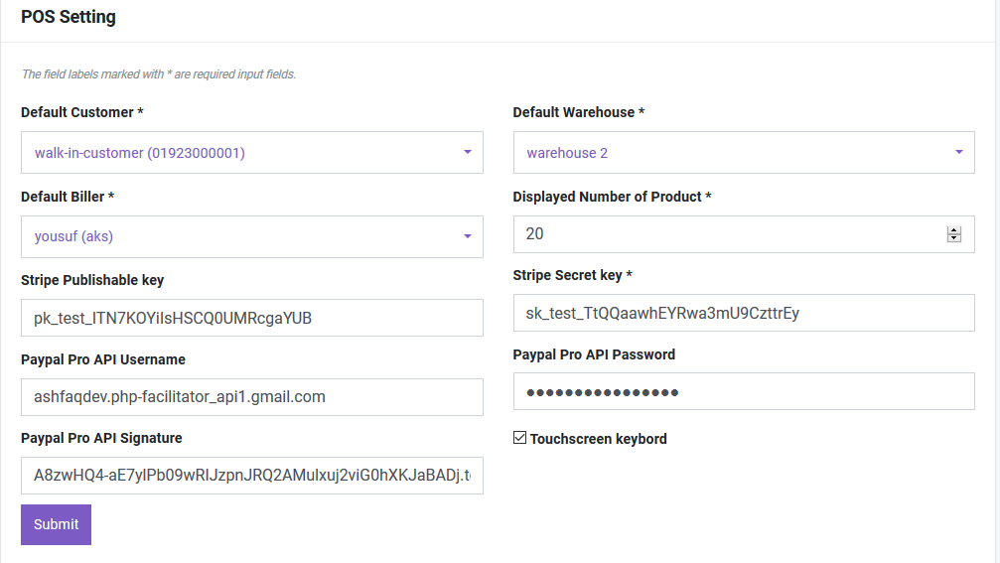 POS Setting
The field labels marked with * are required input fields.
Default Customer *
walk-in-customer (01923000001)
Default Warehouse *
warehouse 2
Default Biller *
yousuf (aks)
Displayed Number of Product *
20
Stripe Publishable key
pk_test_ITN7KOYiIsHSCQ0UMRcgaYUB
Stripe Secret key *
sk_test_TtQQaawhEYRwa3mU9CzttrEy
Paypal Pro API Username
ashfaqdev.php-facilitator_api1.gmail.com
Paypal Pro API Password
●●●●●●●●●●●●●●●●
Paypal Pro API Signature
A8zwHQ4-aE7ylPb09wRlJzpnJRQ2AMulxuj2viG0hXKJaBADj.t
Touchscreen keybord
Submit